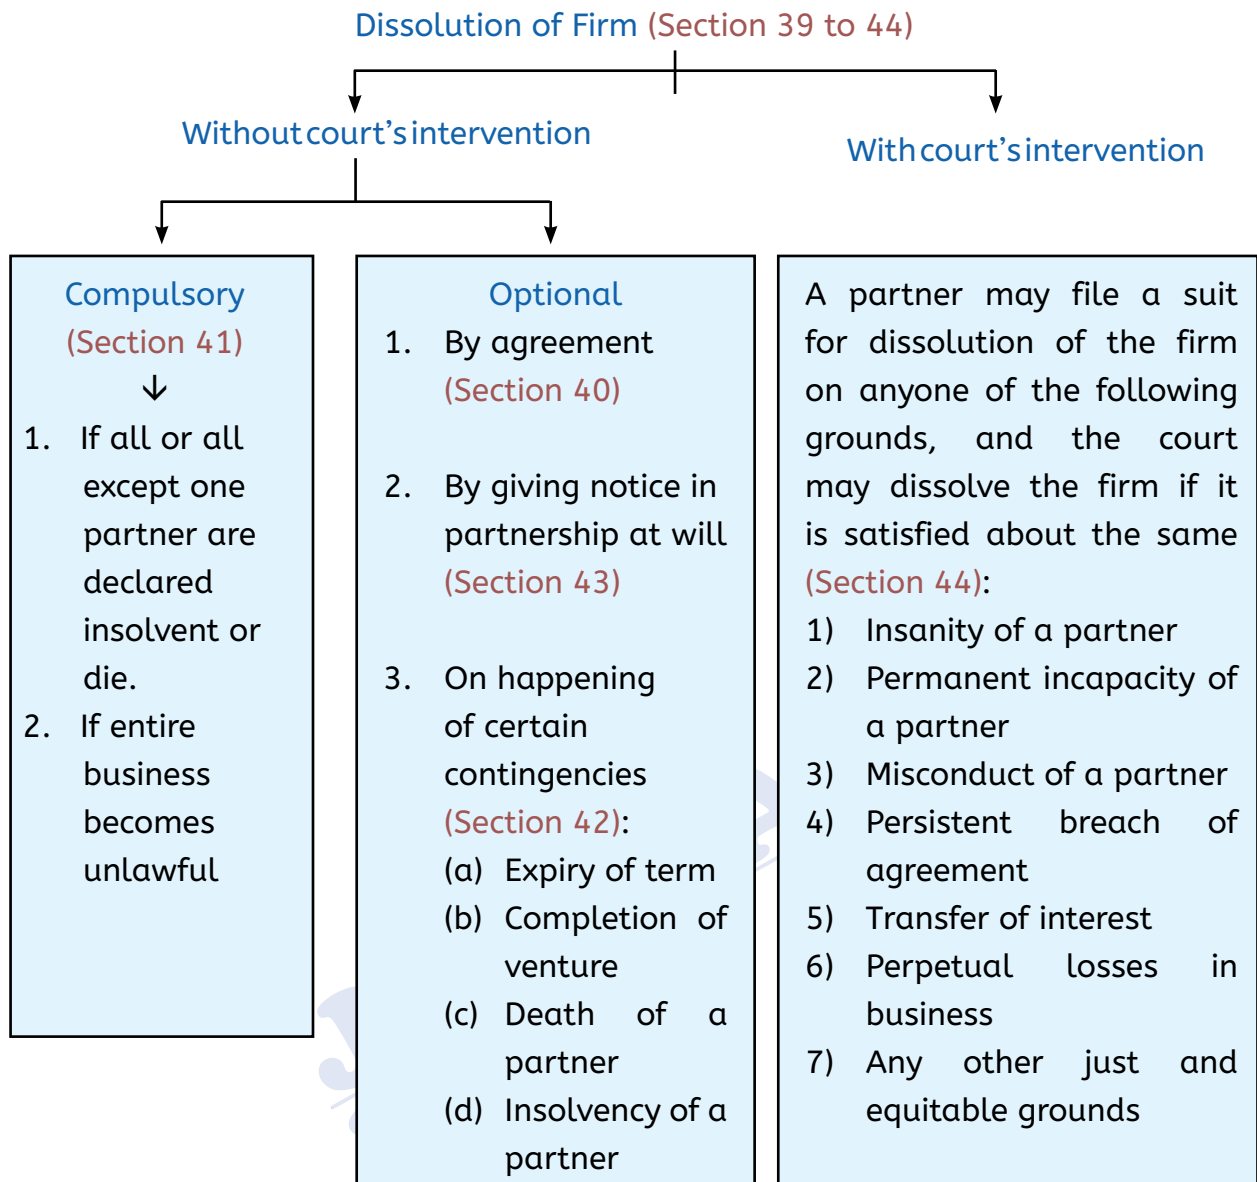 Dissolution of Firm (Section 39 to 44)
Without court's intervention
With court's intervention
Compulsory
(Section 41)
↓
1. If all or all
except one
partner are
declared
insolvent or
die.
2. If entire
business
becomes
unlawful
Optional
1. By agreement
(Section 40)
2. By giving notice in
partnership at will
(Section 43)
3. On happening
of certain
contingencies
(Section 42):
(a) Expiry of term
(b) Completion of
venture
(c) Death of a
partner
(d) Insolvency of a
partner
A partner may file a suit
for dissolution of the firm
on anyone of the following
grounds, and the court
may dissolve the firm if it
is satisfied about the same
(Section 44):
1) Insanity of a partner
2) Permanent incapacity of
a partner
3) Misconduct of a partner
4) Persistent breach of
agreement
5) Transfer of interest
6) Perpetual losses in
business
7) Any other just and
equitable grounds